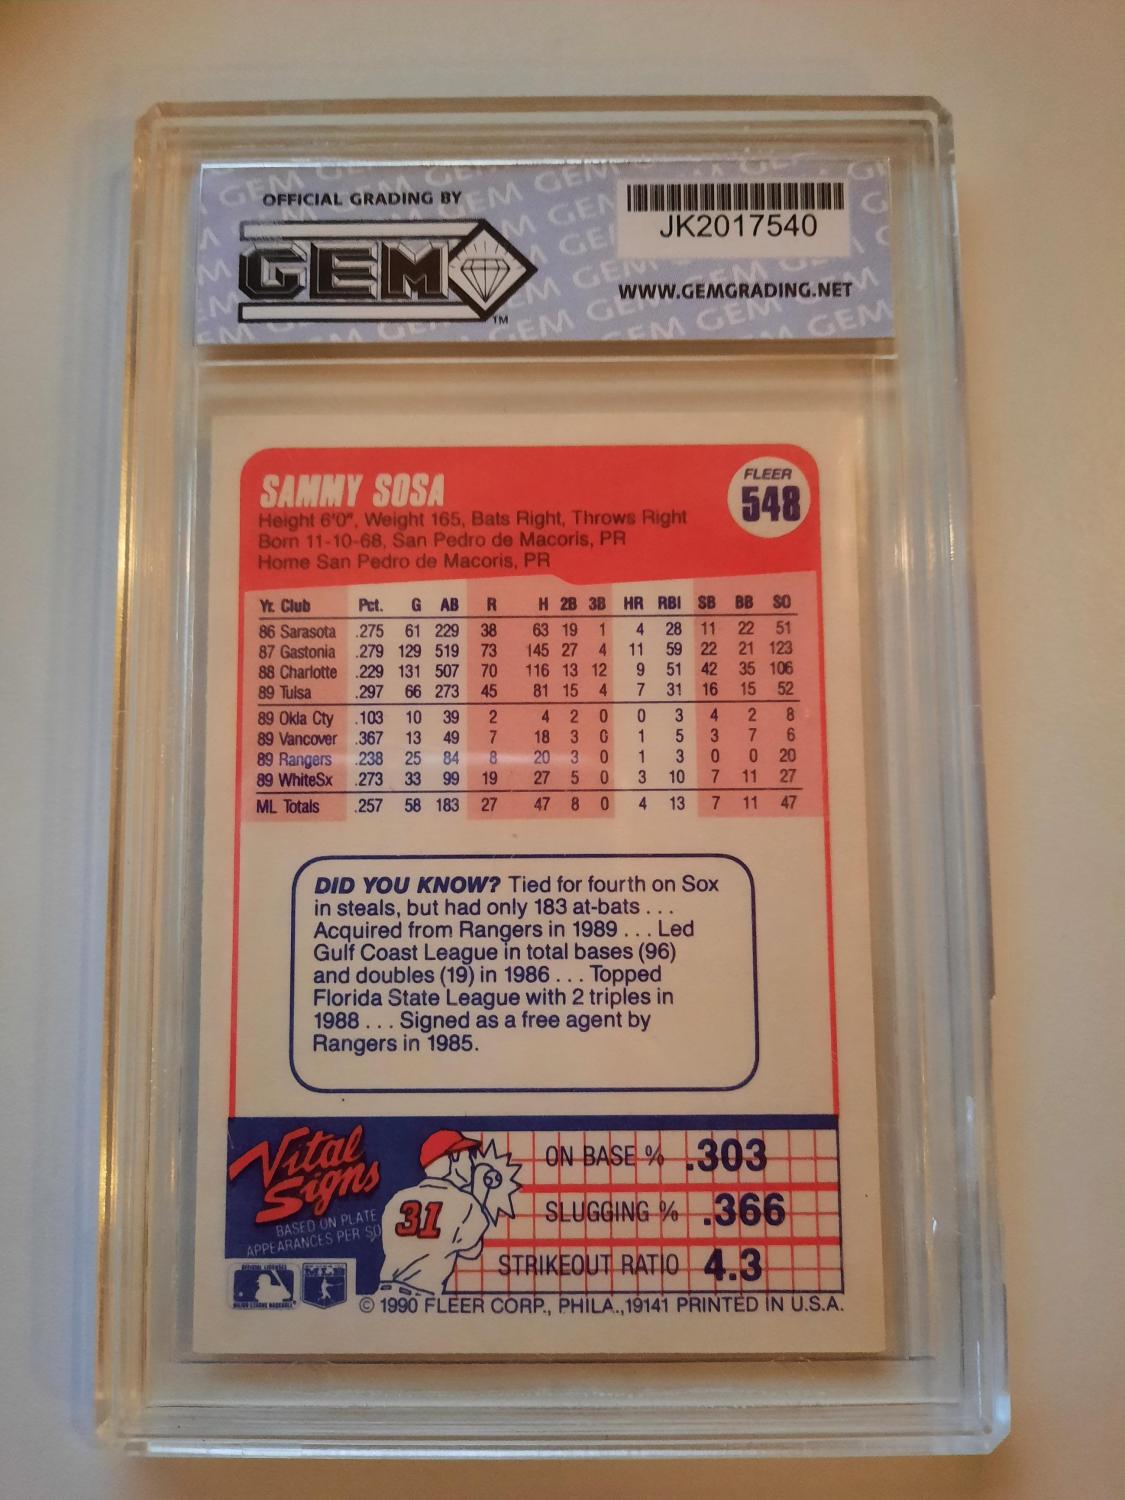 OFFICIAL GRADING BY
GEM
TM
JK2017540
WWW.GEMGRADING.NET
SAMMY SOSA
FLEER
548
Height 6'0", Weight 165, Bats Right, Throws Right
Born 11-10-68, San Pedro de Macoris, PR
Home San Pedro de Macoris, PR
Yr. Club Pct. G AB R H 2B 3B HR RBI SB BB SO
86 Sarasota .275 61 229 38 63 19 1 4 28 11 22 51
87 Gastonia .279 129 519 73 145 27 4 11 59 22 21 123
88 Charlotte .229 131 507 70 116 13 12 9 51 42 35 106
89 Tulsa .297 66 273 45 81 15 4 7 31 16 15 52
89 Okla Cty .103 10 39 2 4 2 0 0 3 4 2 8
89 Vancover .367 13 49 7 18 3 0 1 5 3 7 6
89 Rangers .238 25 84 8 20 3 0 1 3 0 0 20
89 WhiteSx .273 33 99 19 27 5 0 3 10 7 11 27
ML Totals .257 58 183 27 47 8 0 4 13 7 11 47
DID YOU KNOW? Tied for fourth on Sox
in steals, but had only 183 at-bats . . .
Acquired from Rangers in 1989 . . . Led
Gulf Coast League in total bases (96)
and doubles (19) in 1986 . . . Topped
Florida State League with 2 triples in
1988 . . . Signed as a free agent by
Rangers in 1985.
Vital
Signs
BASED ON PLATE
APPEARANCES PER SO
31
ON BASE % .303
SLUGGING % .366
STRIKEOUT RATIO 4.3
OFFICIAL LICENSEE
MAJOR LEAGUE BASEBALL
MLB
© 1990 FLEER CORP., PHILA.,19141 PRINTED IN U.S.A.